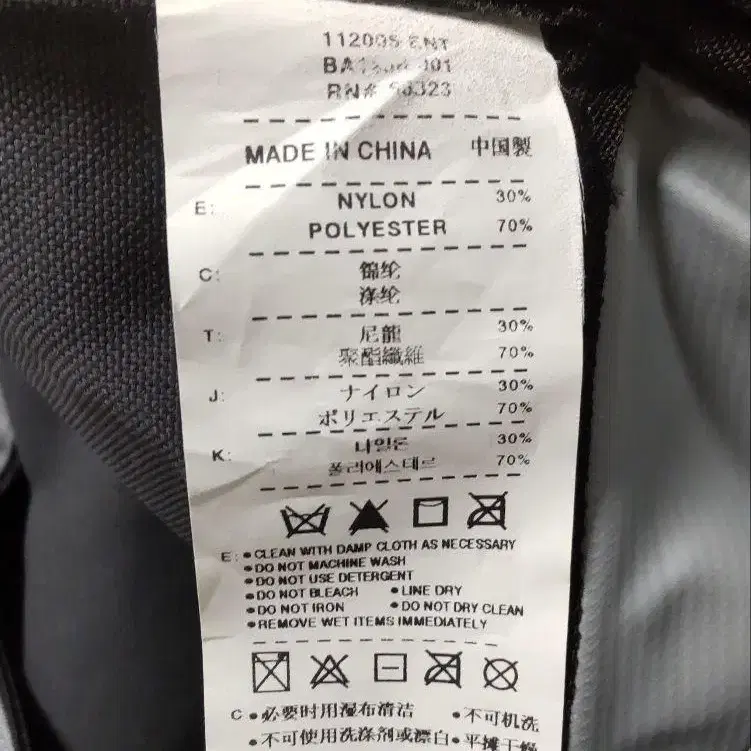 112005 ENT
MADE IN CHINA 中国製
E: NYLON 30%
POLYESTER 70%
C: 锦纶
涤纶
T: 尼龍 30%
聚酯纖維 70%
J: ナイロン 30%
ポリエステル 70%
K: 나일론 30%
폴리에스테르 70%
E: •CLEAN WITH DAMP CLOTH AS NECESSARY
•DO NOT MACHINE WASH
•DO NOT USE DETERGENT
•DO NOT BLEACH •LINE DRY
•DO NOT IRON •DO NOT DRY CLEAN
•REMOVE WET ITEMS IMMEDIATELY
C •必要时用湿布清洁 •不可机洗
•不可使用洗涤剂或漂白 •平摊干燥